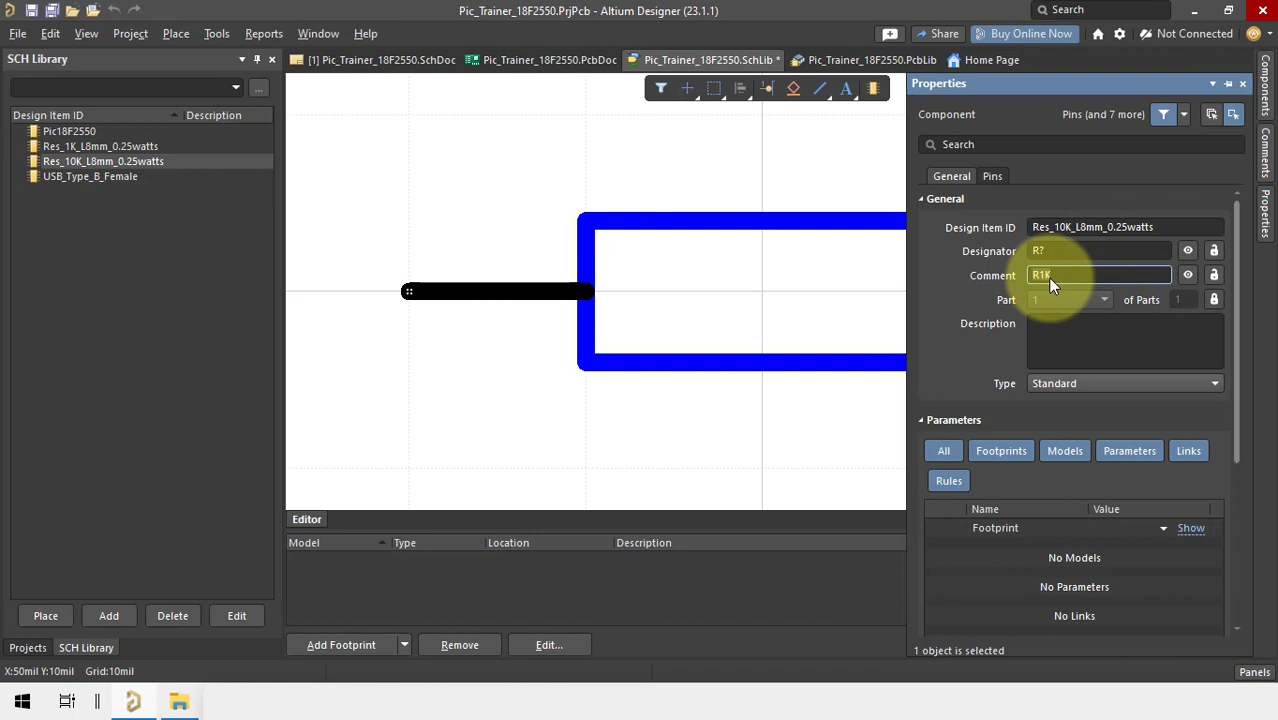 Pic_Trainer_18F2550.PrjPcb - Altium Designer (23.1.1)
Search
File Edit View Project Place Tools Reports Window Help
Share
Buy Online Now
Not Connected
SCH Library
[1] Pic_Trainer_18F2550.SchDoc
Pic_Trainer_18F2550.PcbDoc
Pic_Trainer_18F2550.SchLib *
Pic_Trainer_18F2550.PcbLib
Home Page
...
Design Item ID Description
Pic18F2550
Res_1K_L8mm_0.25watts
Res_10K_L8mm_0.25watts
USB_Type_B_Female
Place Add Delete Edit
Projects SCH Library
Editor
Model Type Location Description
Add Footprint Remove Edit...
Properties
Component Pins (and 7 more)
Search
General Pins
General
Design Item ID Res_10K_L8mm_0.25watts
Designator R?
Comment R1K
Part 1 of Parts 1
Description
Type Standard
Parameters
All Footprints Models Parameters Links
Rules
Name Value
Footprint Show
No Models
No Parameters
No Links
1 object is selected
Components
Comments
Properties
X:50mil Y:10mil Grid:10mil
Panels